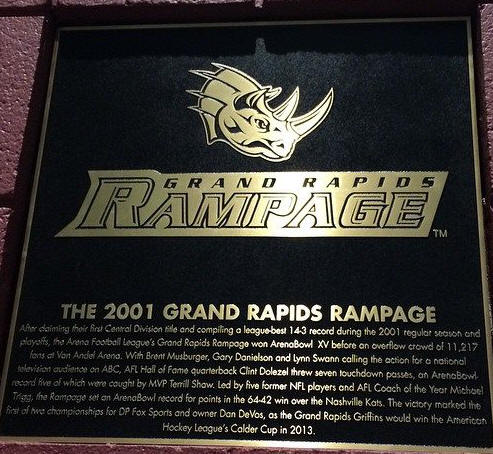 GRAND RAPIDS
RAMPAGE
TM
THE 2001 GRAND RAPIDS RAMPAGE
After claiming their first Central Division title and compiling a league-best 14-3 record during the 2001 regular season and
playoffs, the Arena Football League's Grand Rapids Rampage won ArenaBowl XV before an overflow crowd of 11,217
fans at Van Andel Arena. With Brent Musburger, Gary Danielson and Lynn Swann calling the action for a national
television audience on ABC, AFL Hall of Fame quarterback Clint Dolezel threw seven touchdown passes, an ArenaBowl
record five of which were caught by MVP Terrill Shaw. Led by five former NFL players and AFL Coach of the Year Michael
Trigg, the Rampage set an ArenaBowl record for points in the 64-42 win over the Nashville Kats. The victory marked the
first of two championships for DP Fox Sports and owner Dan DeVos, as the Grand Rapids Griffins would win the American
Hockey League's Calder Cup in 2013.